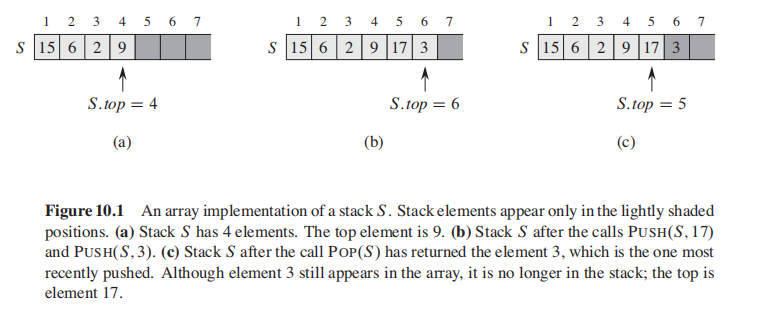 1 2 3 4 5 6 7
S 15 6 2 9
S.top = 4
(a)
1 2 3 4 5 6 7
S 15 6 2 9 17 3
S.top = 6
(b)
1 2 3 4 5 6 7
S 15 6 2 9 17 3
S.top = 5
(c)
Figure 10.1 An array implementation of a stack S. Stack elements appear only in the lightly shaded
positions. (a) Stack S has 4 elements. The top element is 9. (b) Stack S after the calls PUSH(S, 17)
and PUSH(S, 3). (c) Stack S after the call POP(S) has returned the element 3, which is the one most
recently pushed. Although element 3 still appears in the array, it is no longer in the stack; the top is
element 17.